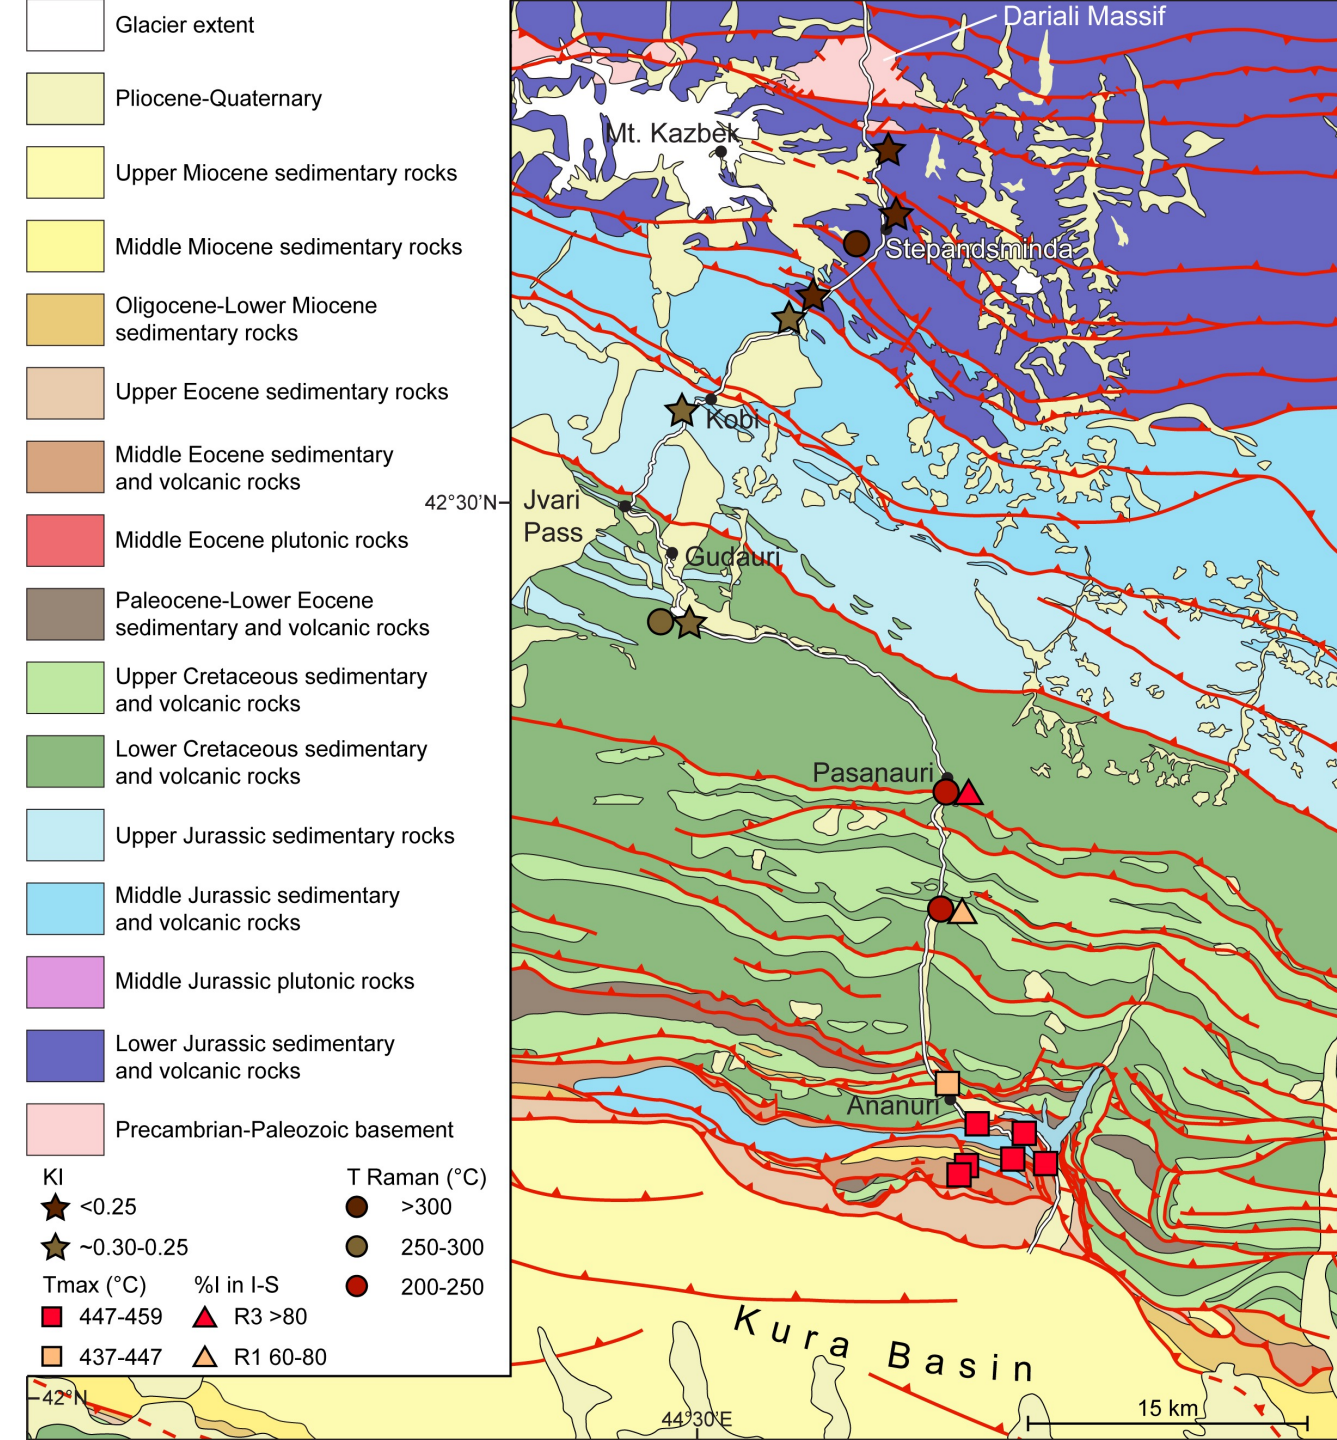 Glacier extent
Pliocene-Quaternary
Upper Miocene sedimentary rocks
Middle Miocene sedimentary rocks
Oligocene-Lower Miocene
sedimentary rocks
Upper Eocene sedimentary rocks
Middle Eocene sedimentary
and volcanic rocks
Middle Eocene plutonic rocks
Paleocene-Lower Eocene
sedimentary and volcanic rocks
Upper Cretaceous sedimentary
and volcanic rocks
Lower Cretaceous sedimentary
and volcanic rocks
Upper Jurassic sedimentary rocks
Middle Jurassic sedimentary
and volcanic rocks
Middle Jurassic plutonic rocks
Lower Jurassic sedimentary
and volcanic rocks
Precambrian-Paleozoic basement
KI
<0.25
~0.30-0.25
T Raman (°C)
>300
250-300
200-250
Tmax (°C)
447-459
437-447
%I in I-S
R3 >80
R1 60-80
Dariali Massif
Mt. Kazbek
Stepandsminda
Kobi
42°30'N
Jvari
Pass
Gudauri
Pasanauri
Ananuri
Kura Basin
42°N
44°30'E
15 km